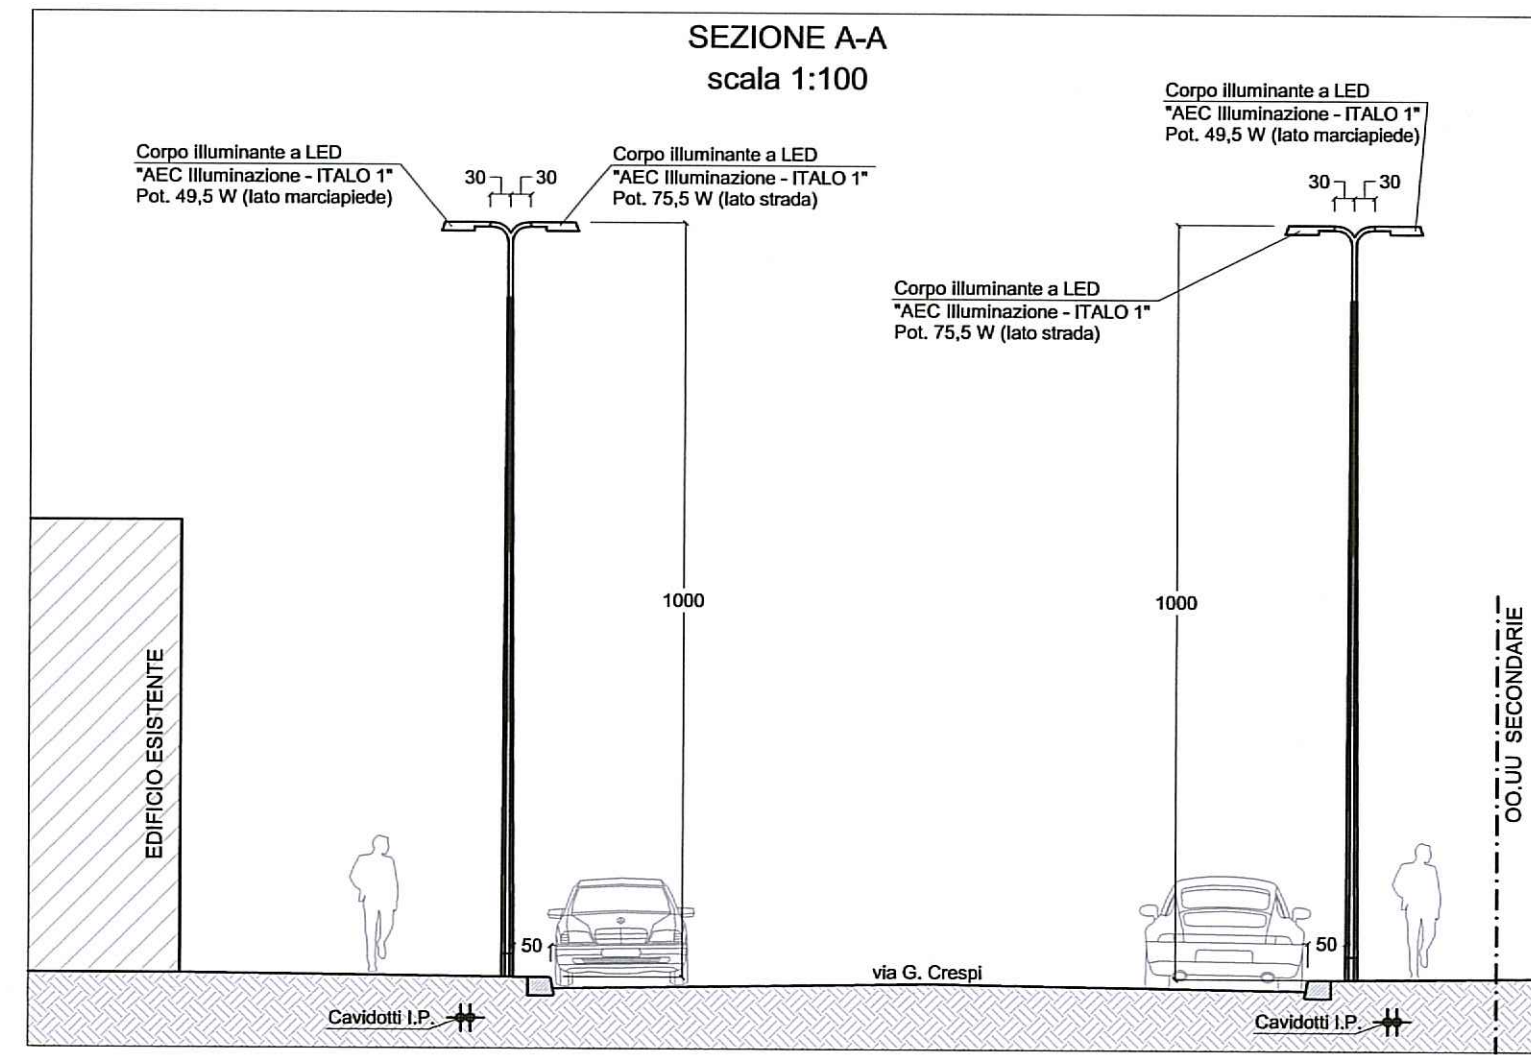 SEZIONE A-A
scala 1:100
Corpo illuminante a LED
"AEC Illuminazione - ITALO 1"
Pot. 49,5 W (lato marciapiede)
Corpo illuminante a LED
"AEC Illuminazione - ITALO 1"
Pot. 75,5 W (lato strada)
30
30
Corpo illuminante a LED
"AEC Illuminazione - ITALO 1"
Pot. 49,5 W (lato marciapiede)
30
30
Corpo illuminante a LED
"AEC Illuminazione - ITALO 1"
Pot. 75,5 W (lato strada)
1000
1000
EDIFICIO ESISTENTE
OO.UU SECONDARIE
50
50
via G. Crespi
Cavidotti I.P.
Cavidotti I.P.